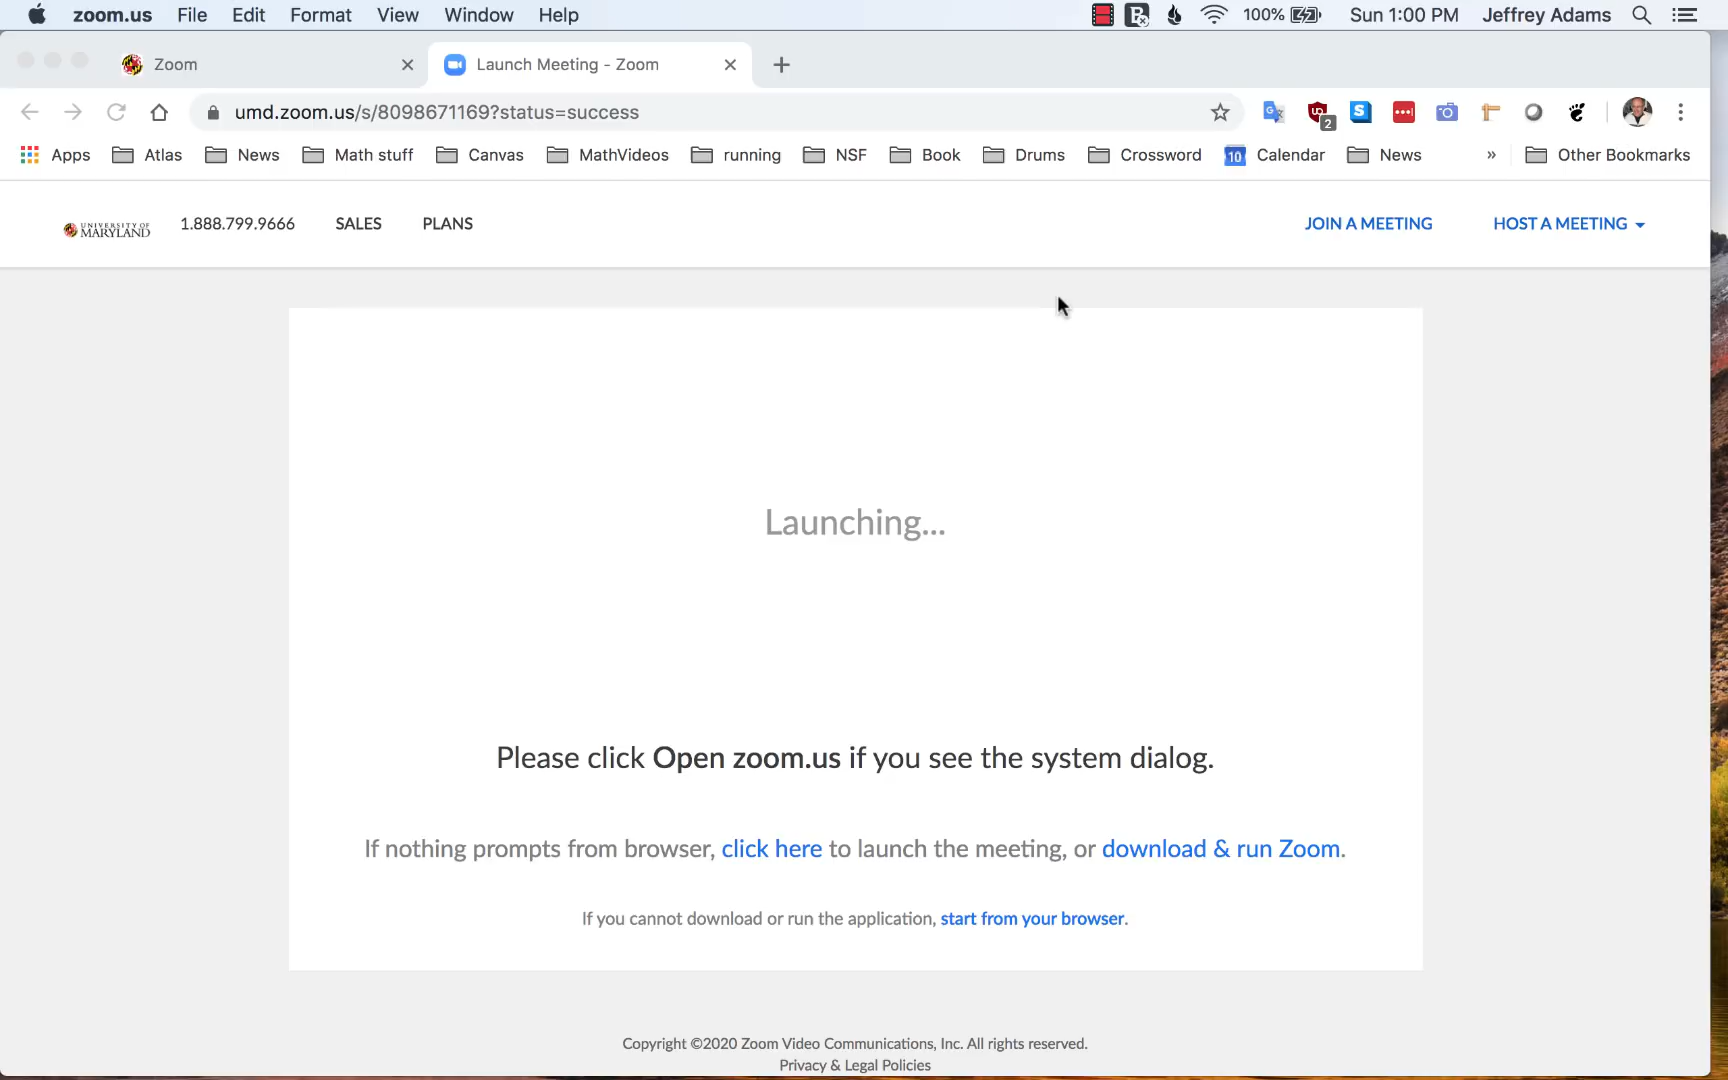 zoom.us File Edit Format View Window Help 100% Sun 1:00 PM Jeffrey Adams
Zoom Launch Meeting - Zoom
umd.zoom.us/s/8098671169?status=success
2
Apps Atlas News Math stuff Canvas MathVideos running NSF Book Drums Crossword 10 Calendar News » Other Bookmarks
UNIVERSITY OF
MARYLAND
1.888.799.9666 SALES PLANS JOIN A MEETING HOST A MEETING
Launching...
Please click Open zoom.us if you see the system dialog.
If nothing prompts from browser, click here to launch the meeting, or download & run Zoom.
If you cannot download or run the application, start from your browser.
Copyright ©2020 Zoom Video Communications, Inc. All rights reserved.
Privacy & Legal Policies